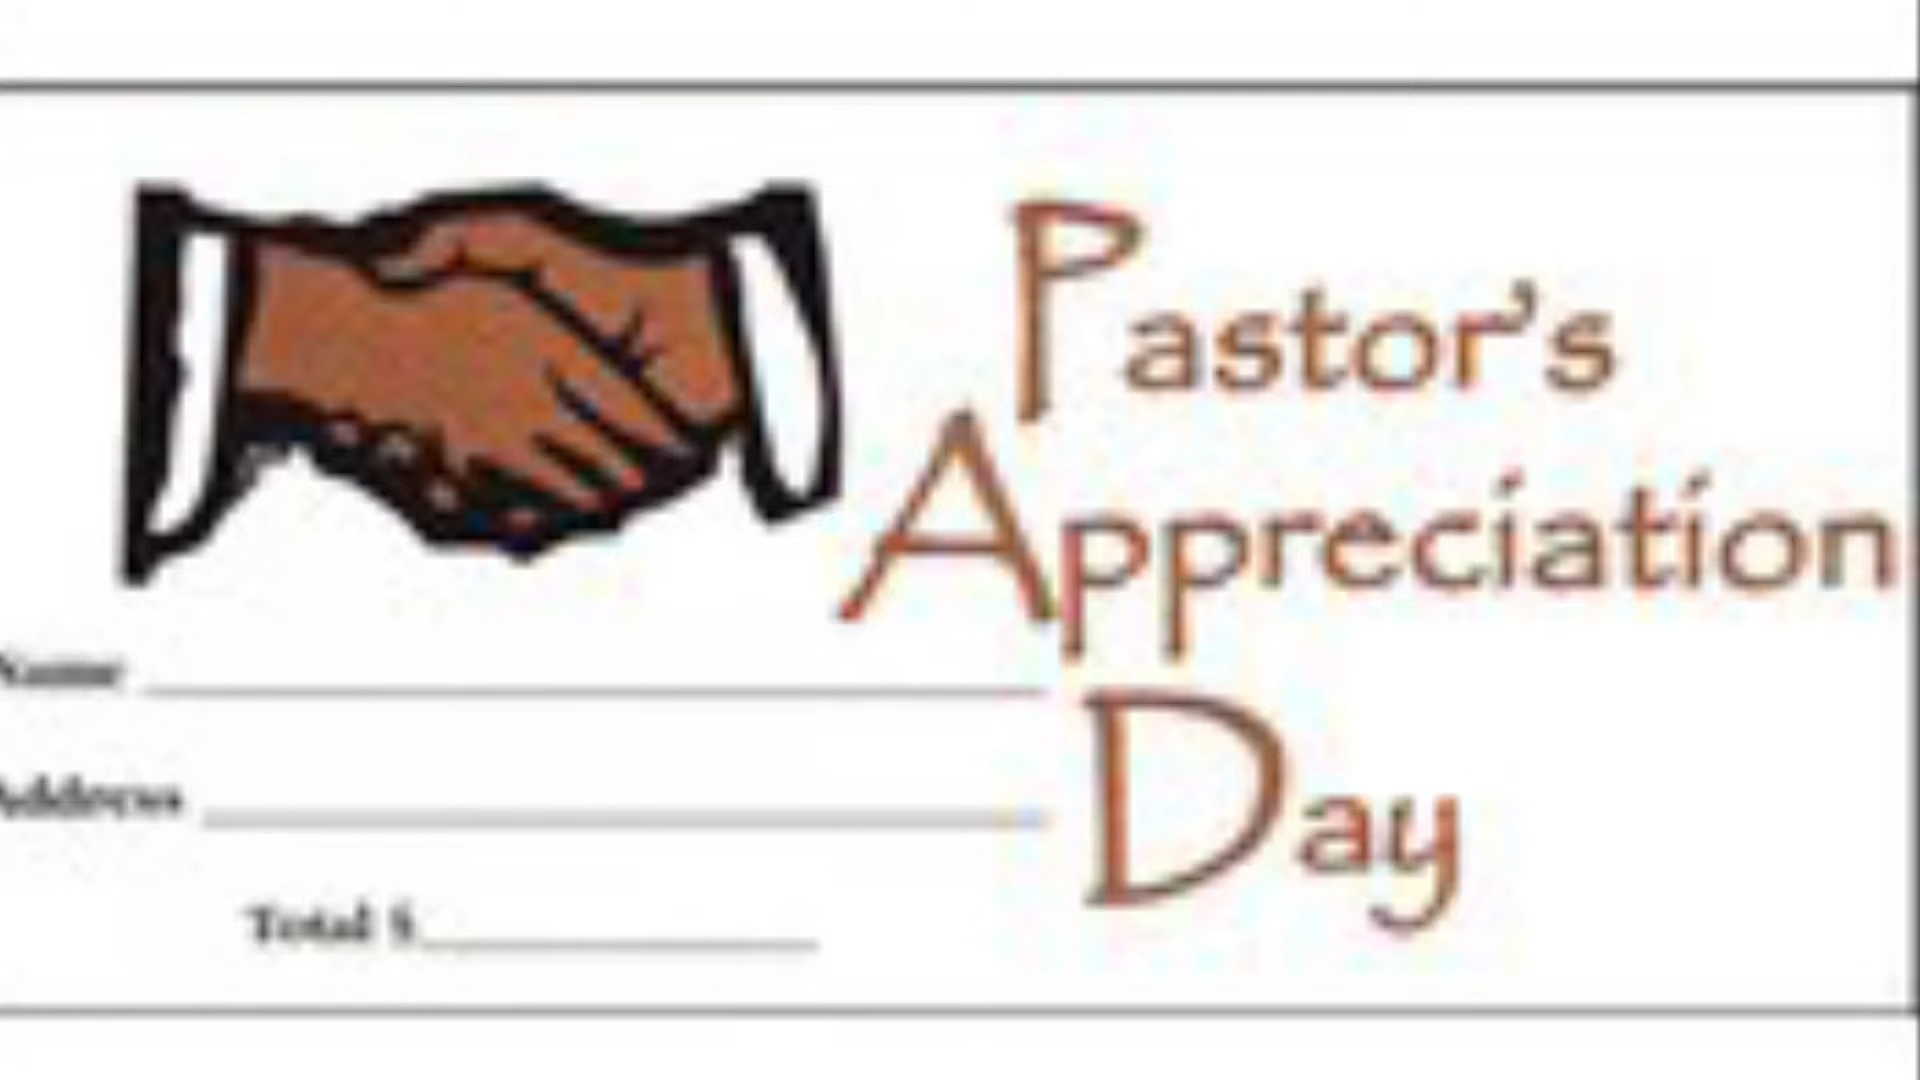 Pastor's
Appreciation
Day
Name
Address
Total $